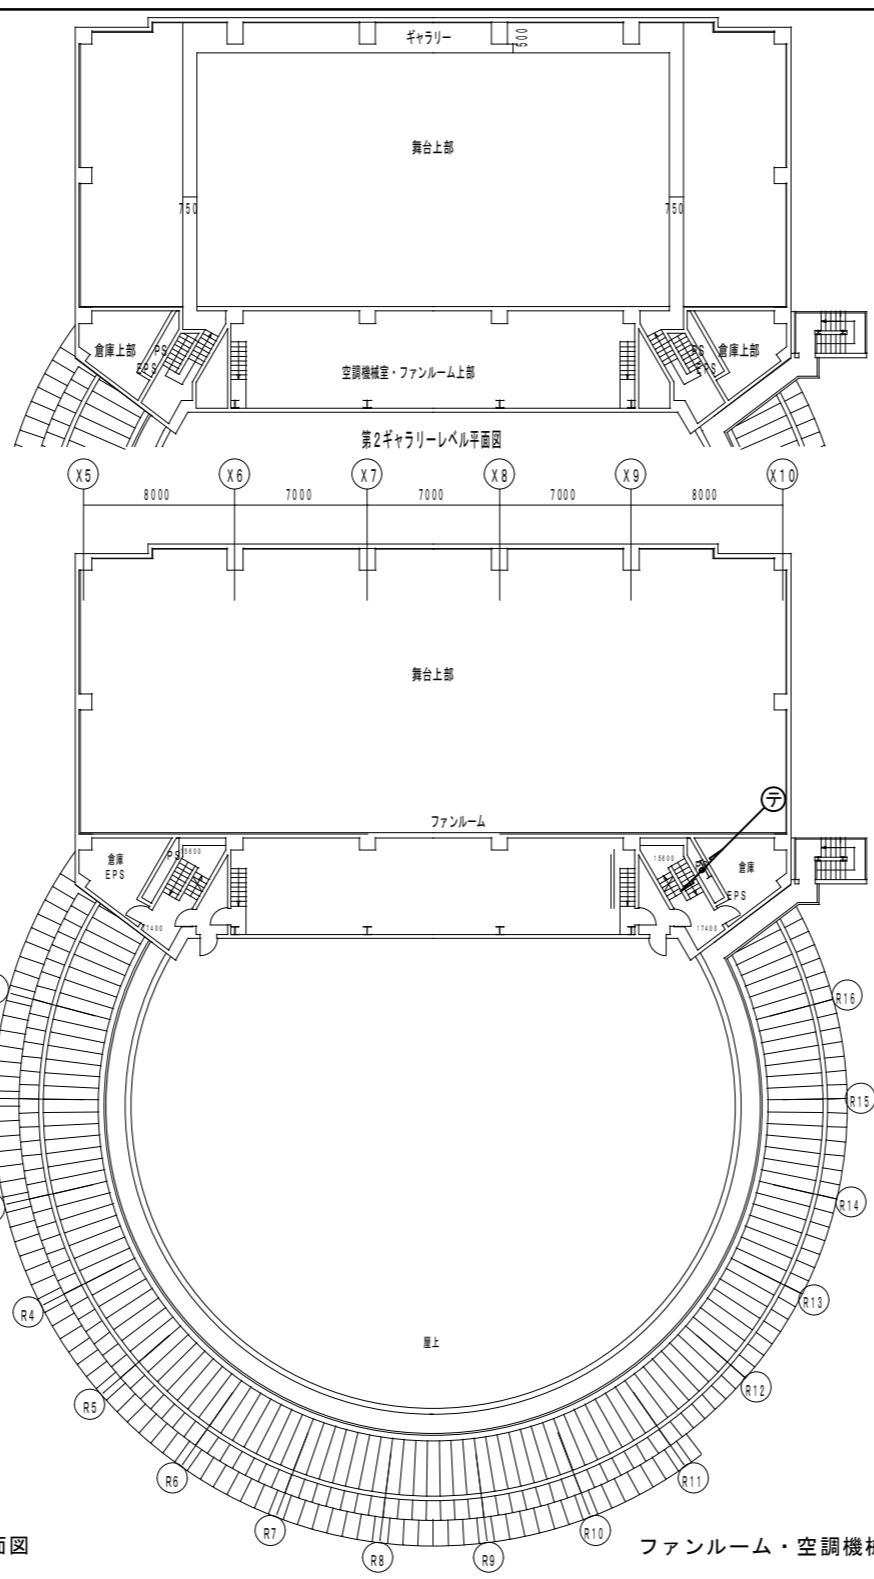 ギャラリー
500
舞台上部
750
750
倉庫上部
PS
EPS
空調機械室・ファンルーム上部
PS
EPS
倉庫上部
第2ギャラリーレベル平面図
X5
X6
X7
X8
X9
X10
8000
7000
7000
7000
8000
舞台上部
テ
ファンルーム
倉庫
EPS
PS
15600
倉庫
EPS
17400
17400
R16
R15
R14
R13
R4
屋上
R12
R5
R6
R11
R7
R10
R8
R9
面図
ファンルーム・空調機械